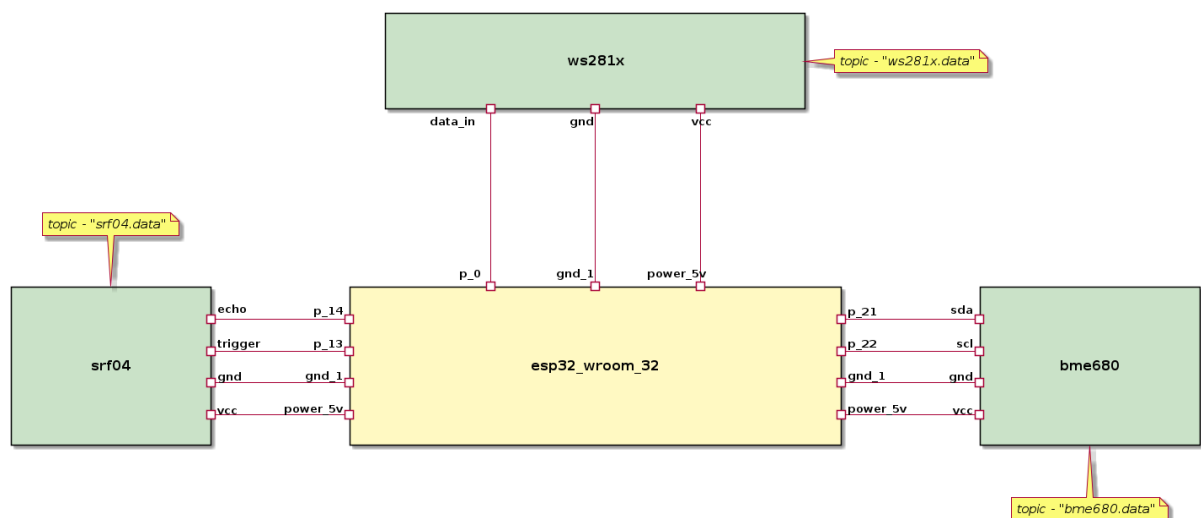 ws281x
topic - "ws281x.data"
data_in
gnd
vcc
topic - "srf04.data"
p_0
gnd_1
power_5v
echo
p_14
p_21
sda
trigger
p_13
p_22
scl
srf04
esp32_wroom_32
bme680
gnd
gnd_1
gnd_1
gnd
vcc
power_5v
power_5v
vcc
topic - "bme680.data"